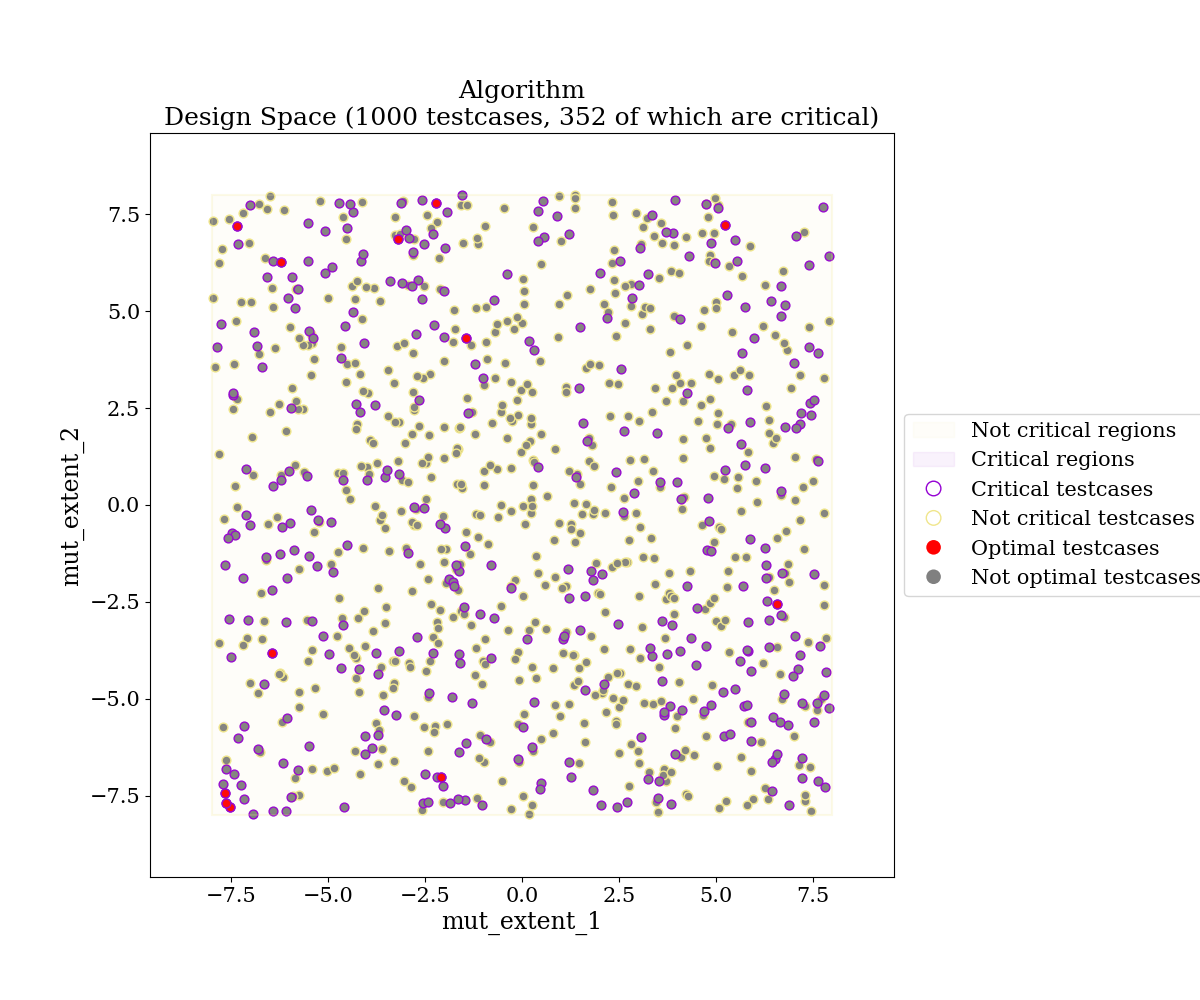 Algorithm
Design Space (1000 testcases, 352 of which are critical)
7.5
5.0
2.5
0.0
−2.5
−5.0
−7.5
mut_extent_2
−7.5
−5.0
−2.5
0.0
2.5
5.0
7.5
mut_extent_1
Not critical regions
Critical regions
Critical testcases
Not critical testcases
Optimal testcases
Not optimal testcases